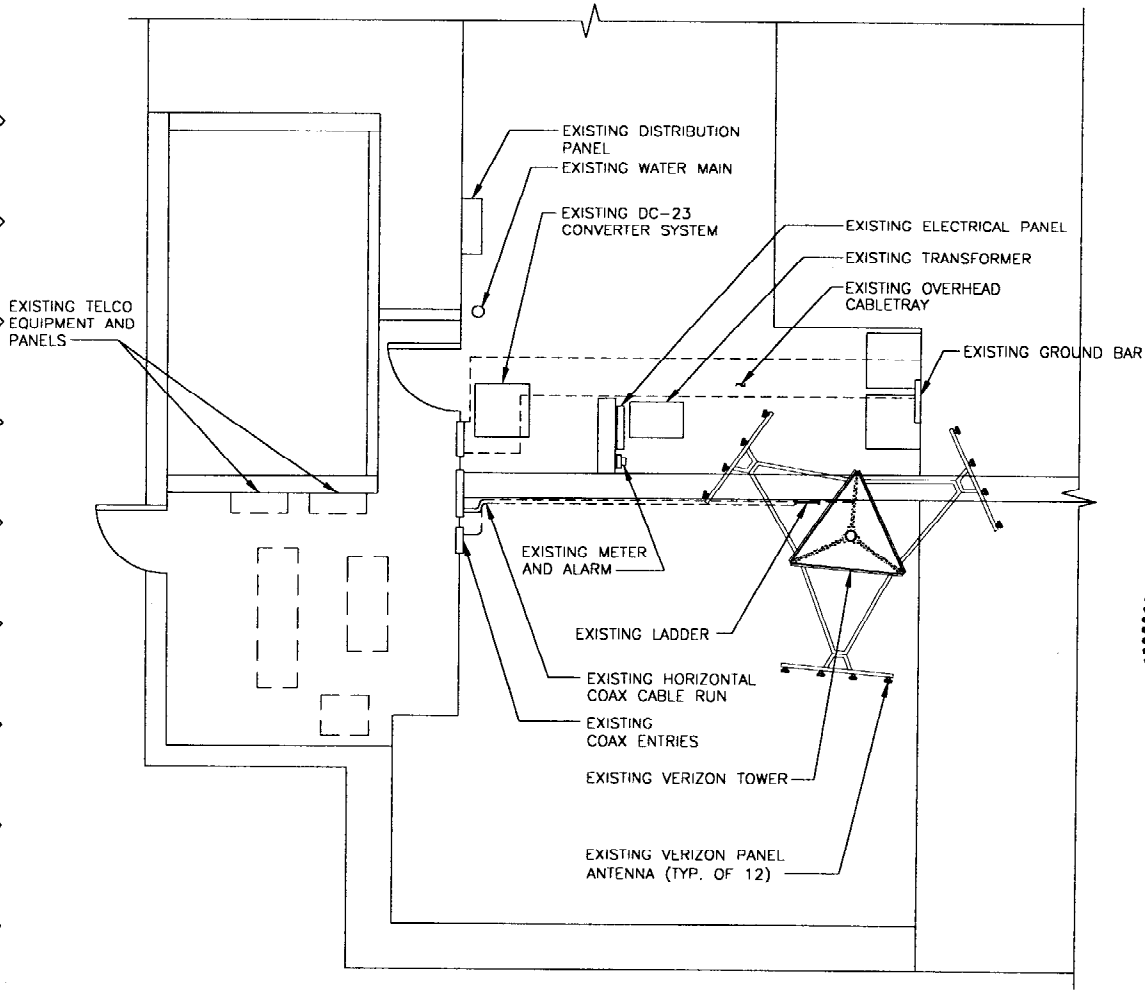 EXISTING DISTRIBUTION
PANEL
EXISTING WATER MAIN
EXISTING DC-23
CONVERTER SYSTEM
EXISTING ELECTRICAL PANEL
EXISTING TRANSFORMER
EXISTING OVERHEAD
CABLETRAY
EXISTING TELCO
EQUIPMENT AND
PANELS
EXISTING GROUND BAR
EXISTING METER
AND ALARM
EXISTING LADDER
EXISTING HORIZONTAL
COAX CABLE RUN
EXISTING
COAX ENTRIES
EXISTING VERIZON TOWER
EXISTING VERIZON PANEL
ANTENNA (TYP. OF 12)